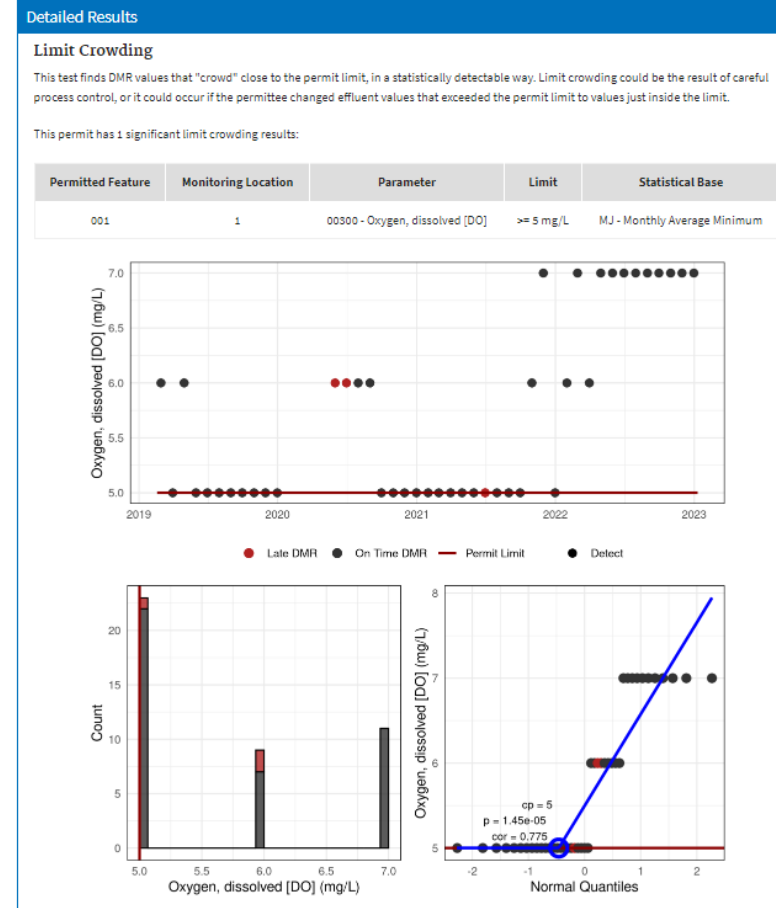 Detailed Results
Limit Crowding
This test finds DMR values that "crowd" close to the permit limit, in a statistically detectable way. Limit crowding could be the result of careful
process control, or it could occur if the permittee changed effluent values that exceeded the permit limit to values just inside the limit.
This permit has 1 significant limit crowding results:
Permitted Feature Monitoring Location Parameter Limit Statistical Base
001 1 00300 - Oxygen, dissolved [DO] >= 5 mg/L MJ - Monthly Average Minimum
Oxygen, dissolved [DO] (mg/L)
7.0
6.5
6.0
5.5
5.0
2019 2020 2021 2022 2023
Late DMR On Time DMR Permit Limit Detect
Count
20
15
10
5
0
5.0 5.5 6.0 6.5 7.0
Oxygen, dissolved [DO] (mg/L)
Oxygen, dissolved [DO] (mg/L)
8
7
6
5
cp = 5
p = 1.45e-05
cor = 0.775
-2 -1 0 1 2
Normal Quantiles